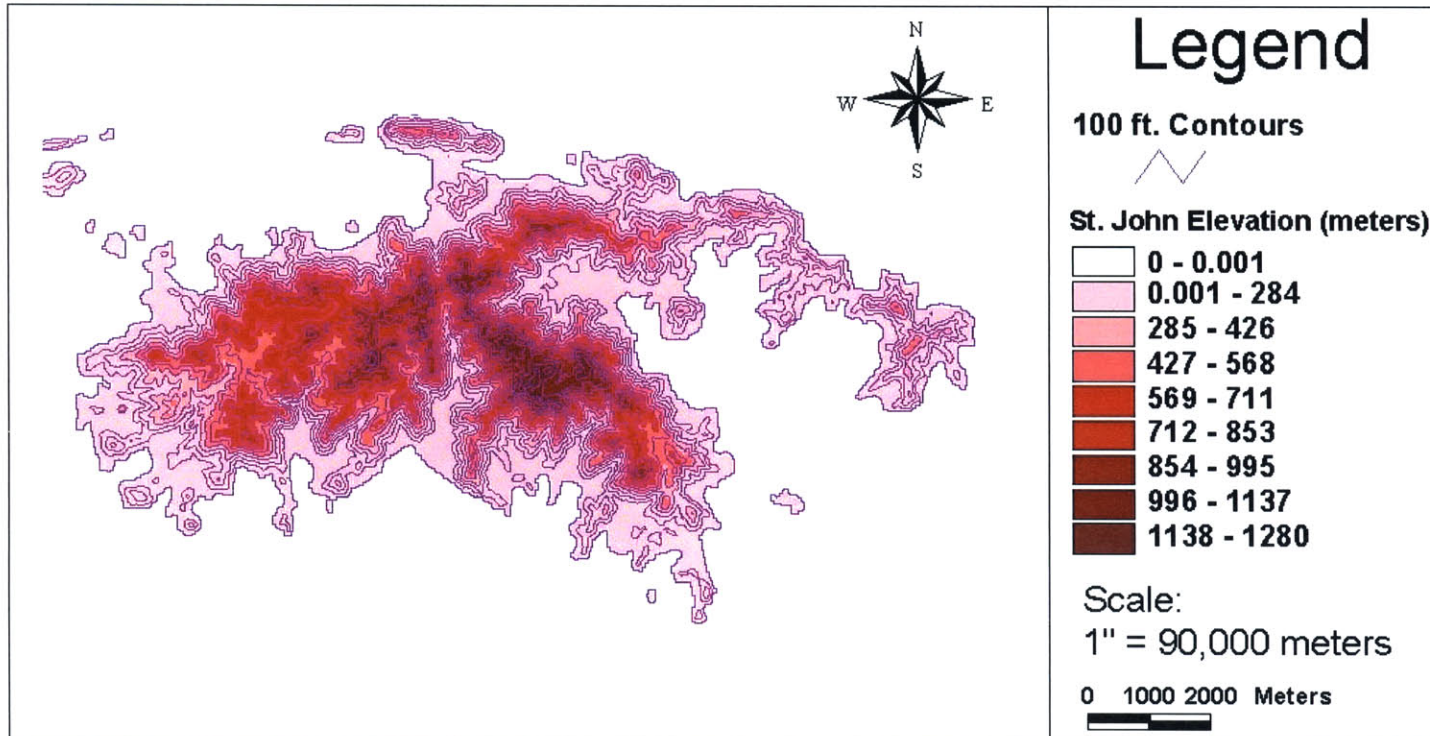 N
W E
S
Legend
100 ft. Contours
St. John Elevation (meters)
0 - 0.001
0.001 - 284
285 - 426
427 - 568
569 - 711
712 - 853
854 - 995
996 - 1137
1138 - 1280
Scale:
1" = 90,000 meters
0 1000 2000 Meters